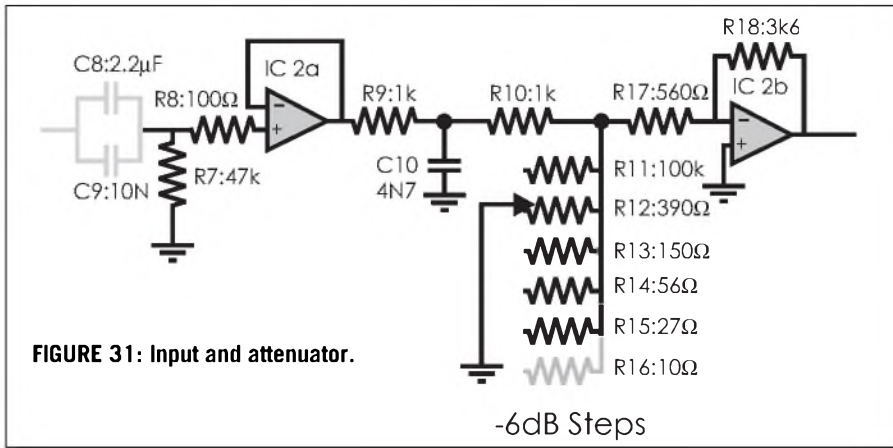 R18:3k6
C8:2.2µF
IC 2a
IC 2b
R8:100Ω
R9:1k
R10:1k
R17:560Ω
−
+
−
+
C9:10N
R7:47k
C10
4N7
R11:100k
R12:390Ω
R13:150Ω
R14:56Ω
R15:27Ω
R16:10Ω
FIGURE 31: Input and attenuator.
-6dB Steps